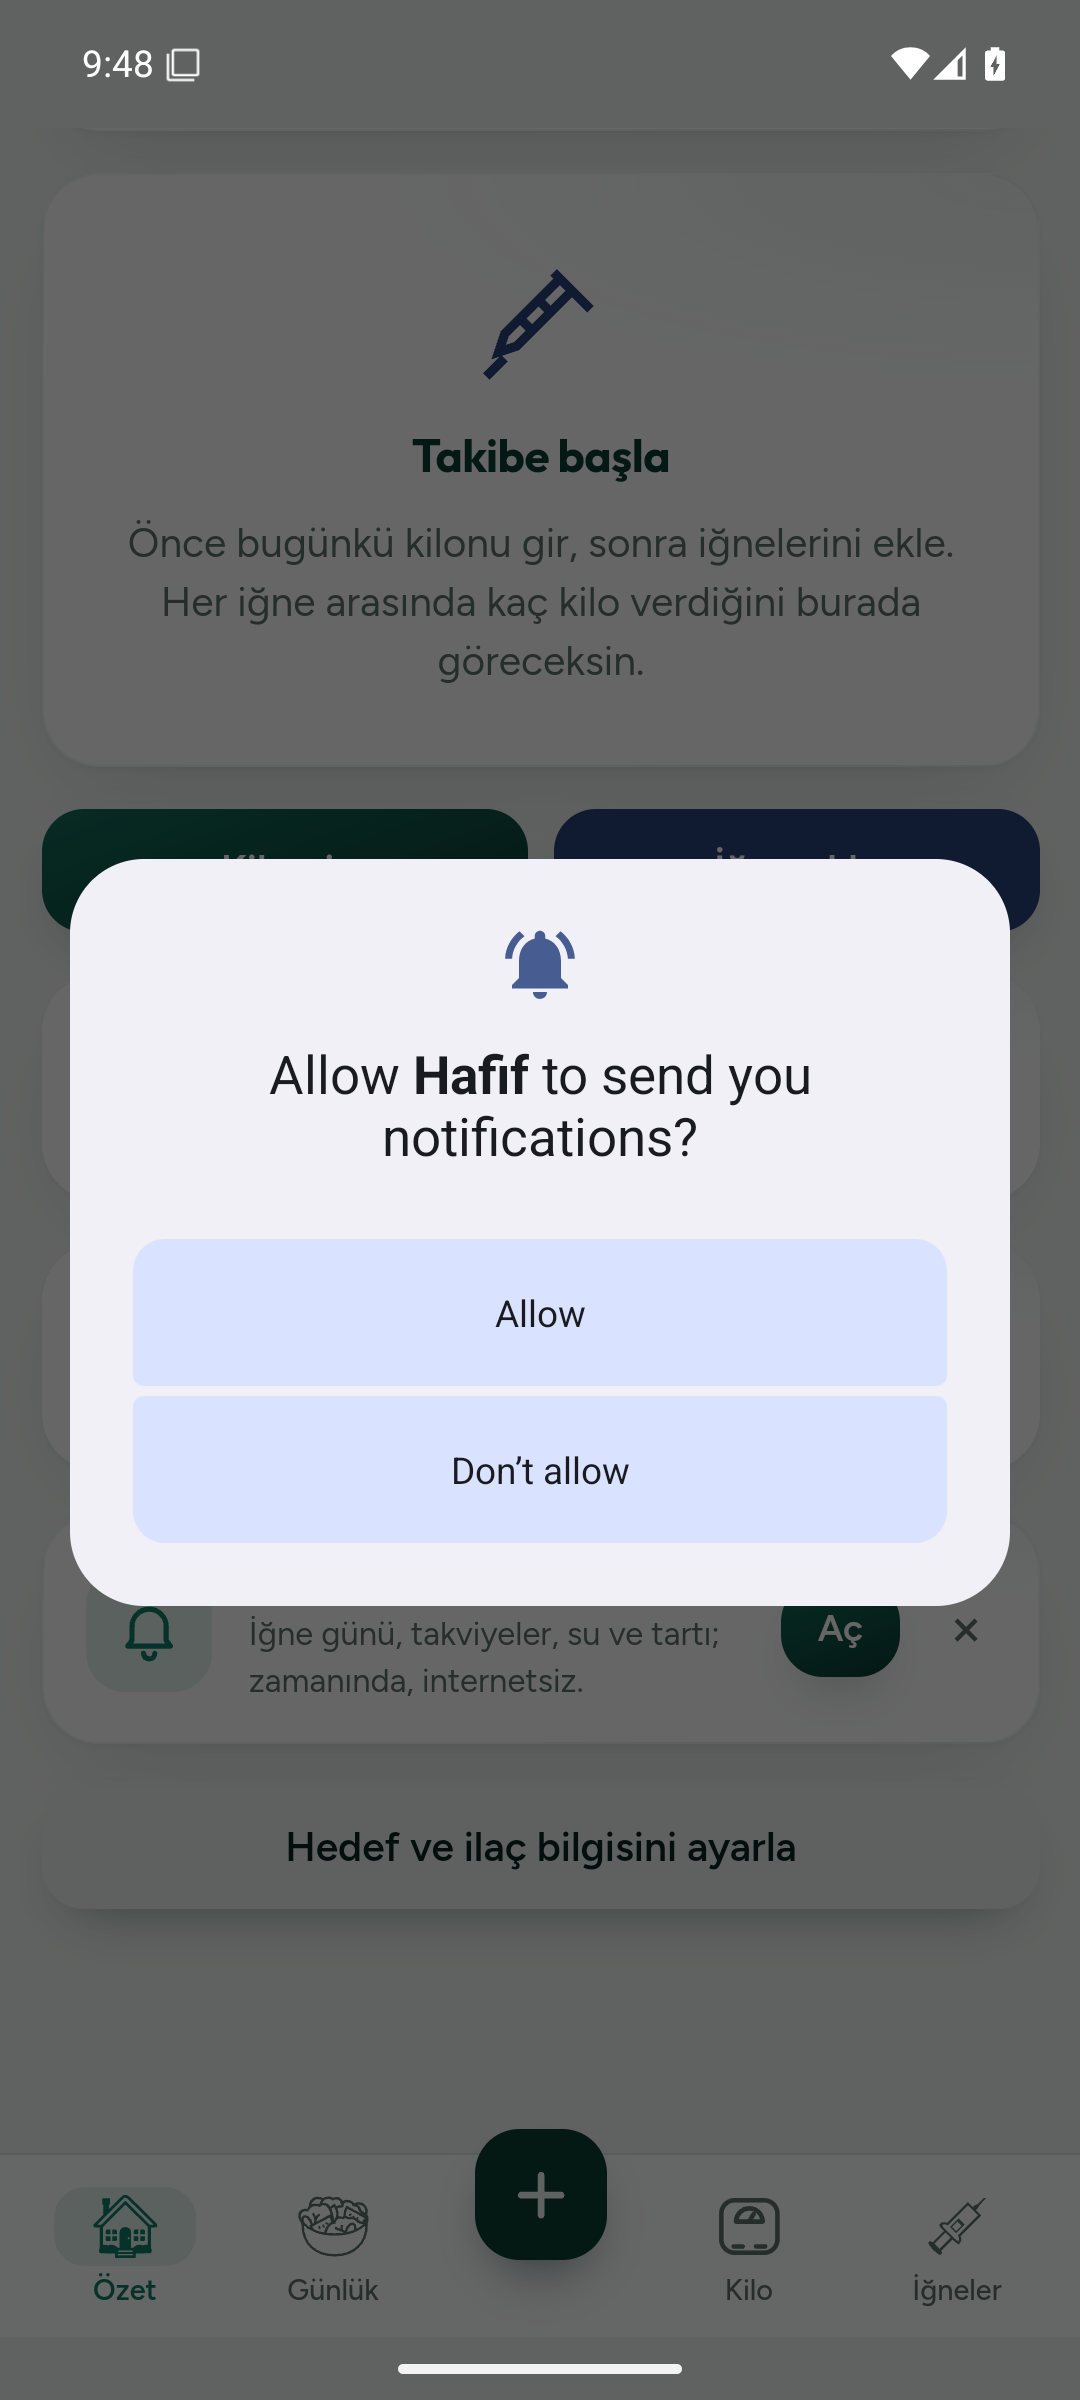 9:48
Takibe başla
Önce bugünkü kilonu gir, sonra iğnelerini ekle.
Her iğne arasında kaç kilo verdiğini burada
göreceksin.
Allow Hafif to send you
notifications?
Allow
Don’t allow
İğne günü, takviyeler, su ve tartı;
zamanında, internetsiz.
Aç
Hedef ve ilaç bilgisini ayarla
Özet
Günlük
Kilo
İğneler